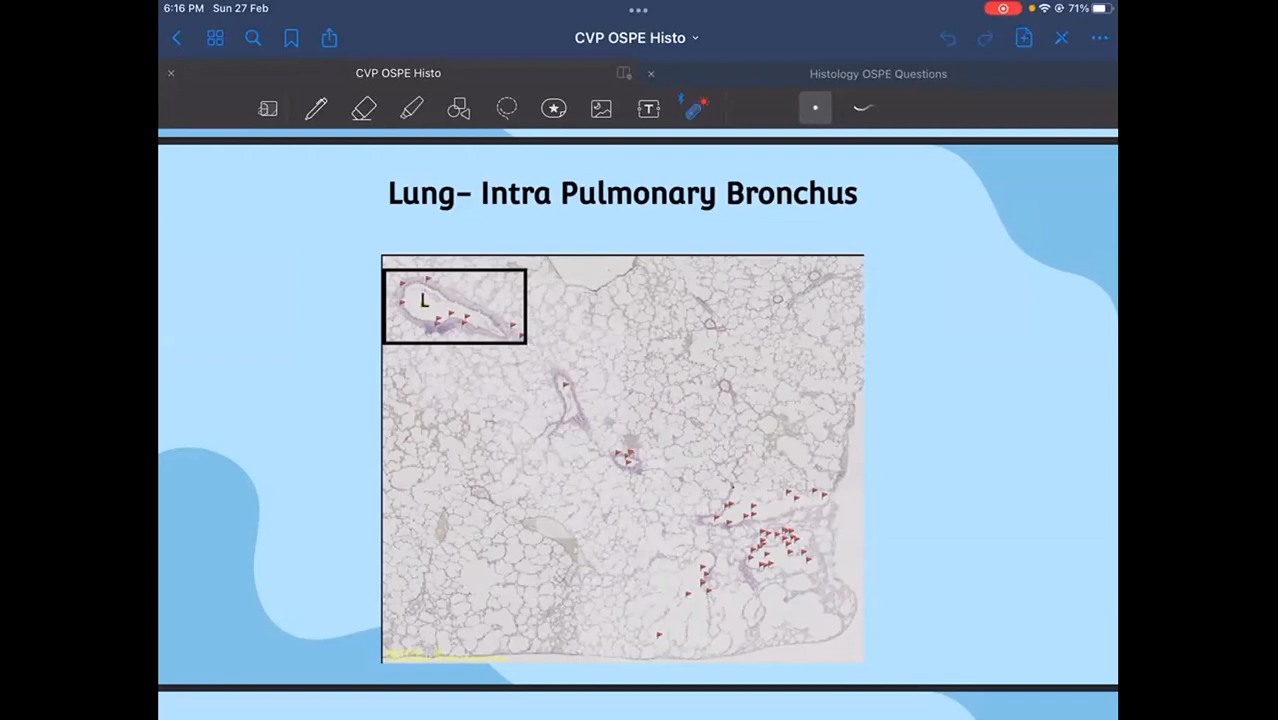 6:16 PM Sun 27 Feb
71%
CVP OSPE Histo
CVP OSPE Histo
Histology OSPE Questions
T
Lung- Intra Pulmonary Bronchus
L